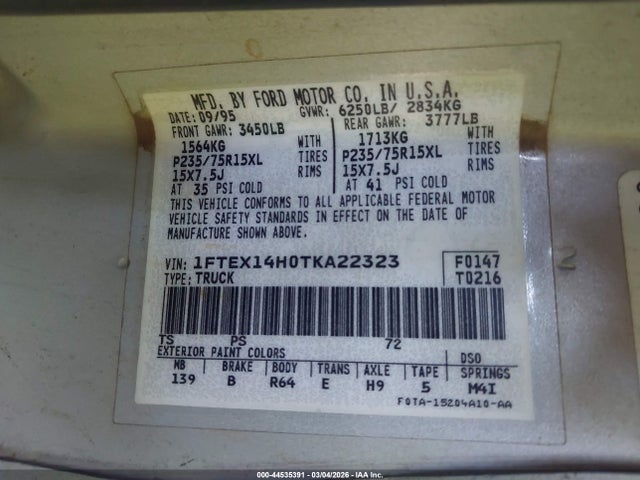 MFD. BY FORD MOTOR CO. IN U.S.A.
DATE: 09/95 GVWR: 6250LB/ 2834KG
FRONT GAWR: 3450LB REAR GAWR: 3777LB
1564KG WITH 1713KG WITH
P235/75R15XL TIRES P235/75R15XL TIRES
15X7.5J RIMS 15X7.5J RIMS
AT 35 PSI COLD AT 41 PSI COLD
THIS VEHICLE CONFORMS TO ALL APPLICABLE FEDERAL MOTOR
VEHICLE SAFETY STANDARDS IN EFFECT ON THE DATE OF
MANUFACTURE SHOWN ABOVE.
VIN: 1FTEX14H0TKA22323 F0147
TYPE: TRUCK T0216
TS PS 72
EXTERIOR PAINT COLORS DSO
WB BRAKE BODY TRANS AXLE TAPE SPRINGS
139 B R64 E H9 5 M4I
F0TA-15204A10-AA
2
000-44535391 - 03/04/2026 - IAA Inc.